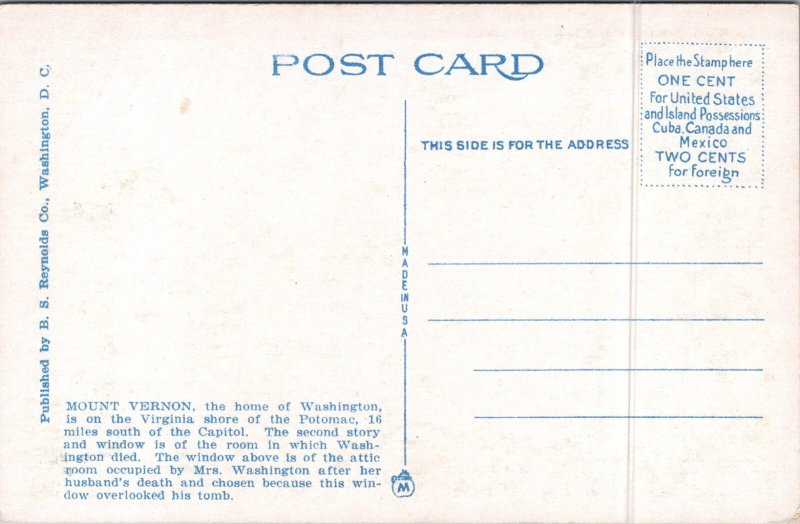 POST CARD
Place the Stamp here
ONE CENT
For United States
and Island Possessions
Cuba, Canada and
Mexico
TWO CENTS
for Foreign
THIS SIDE IS FOR THE ADDRESS
Published by B. S. Reynolds Co., Washington, D. C,
MADE IN USA
MOUNT VERNON, the home of Washington,
is on the Virginia shore of the Potomac, 16
miles south of the Capitol. The second story
and window is of the room in which Wash-
ington died. The window above is of the attic
room occupied by Mrs. Washington after her
husband's death and chosen because this win-
dow overlooked his tomb.
M